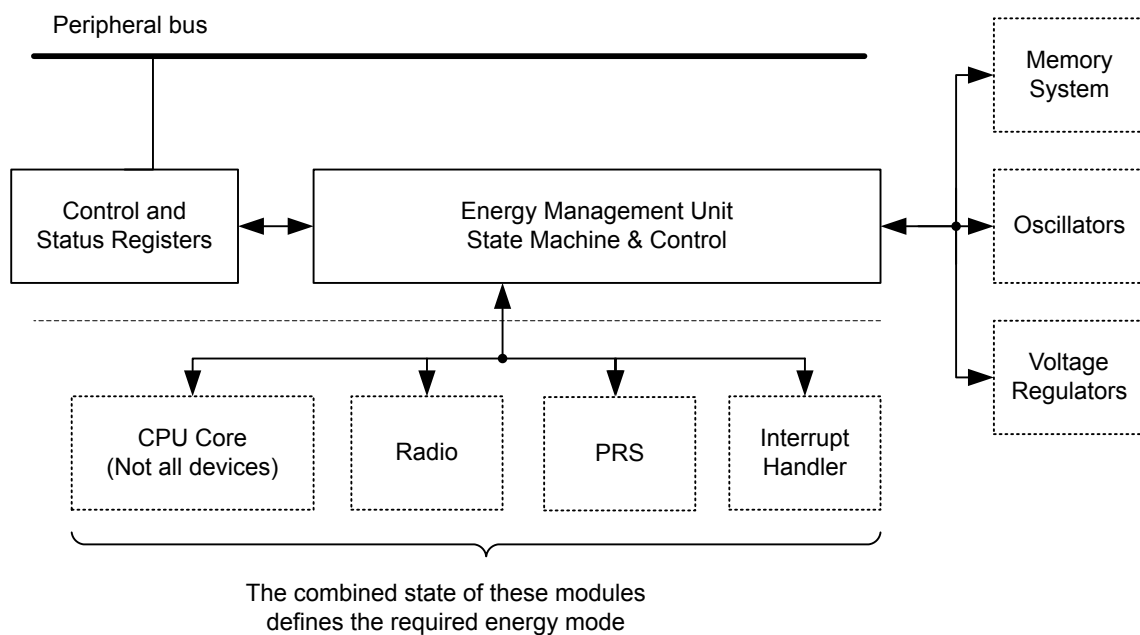 Peripheral bus
Memory
System
Control and
Status Registers
Energy Management Unit
State Machine & Control
Oscillators
Voltage
Regulators
CPU Core
(Not all devices)
Radio
PRS
Interrupt
Handler
The combined state of these modules
defines the required energy mode